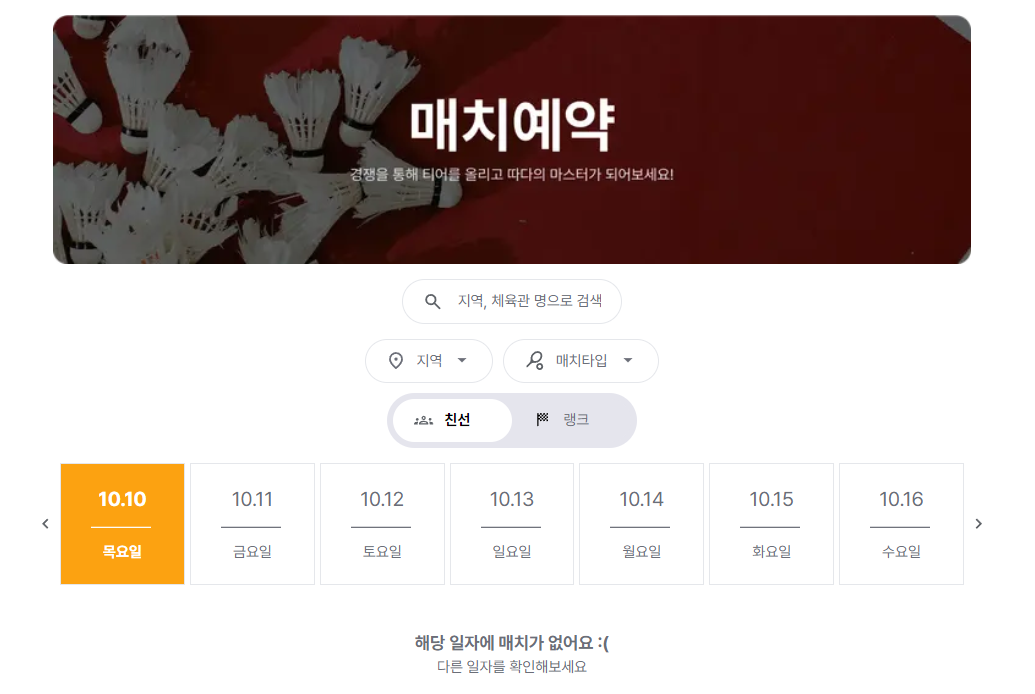 매치예약
경쟁을 통해 티어를 올리고 따다의 마스터가 되어보세요!
지역, 체육관 명으로 검색
지역 매치타입
친선 랭크
10.10 10.11 10.12 10.13 10.14 10.15 10.16
목요일 금요일 토요일 일요일 월요일 화요일 수요일
해당 일자에 매치가 없어요 :(
다른 일자를 확인해보세요